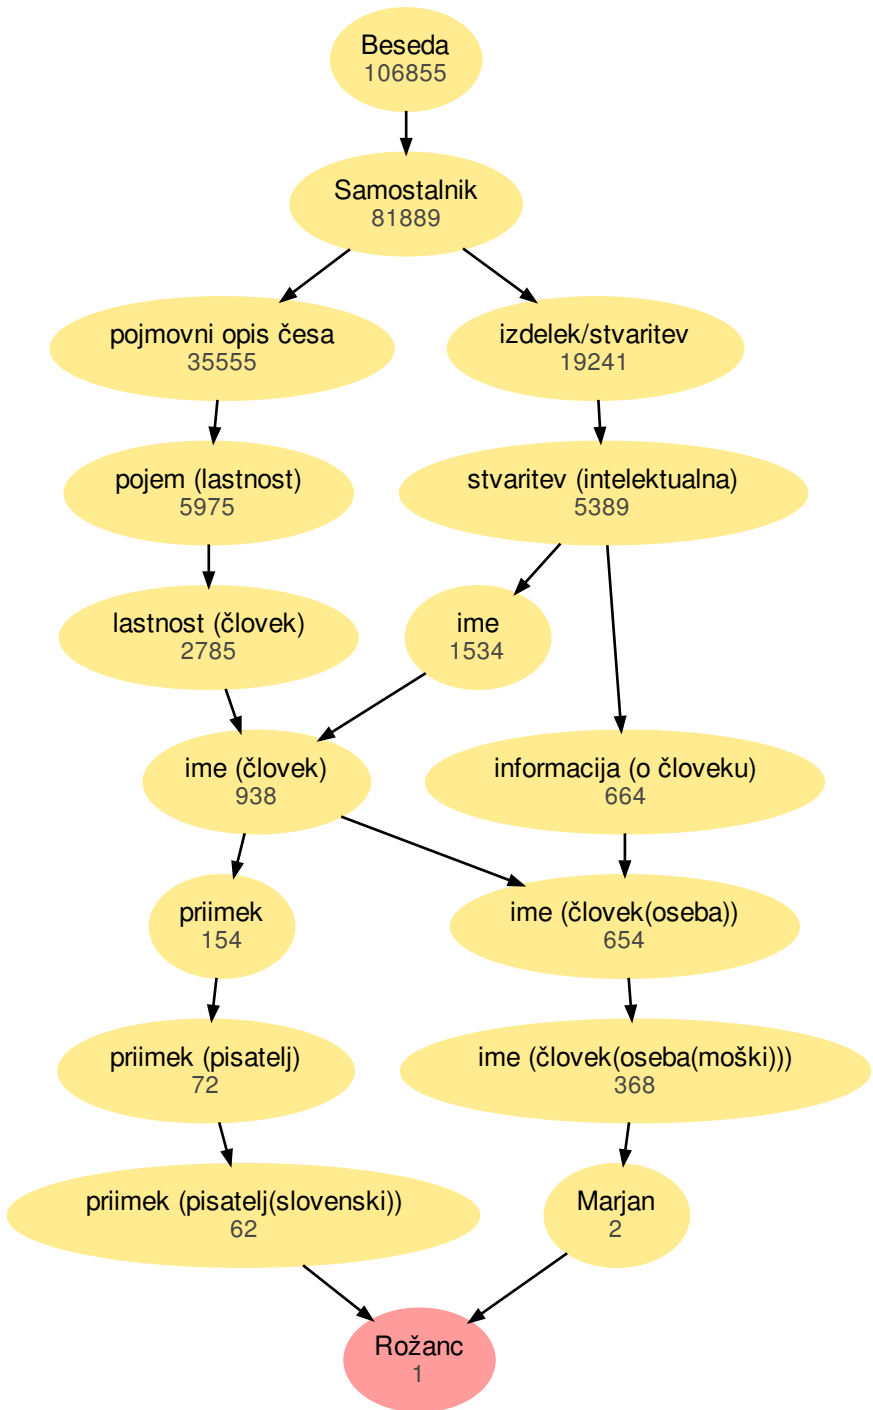 Beseda
106855
Samostalnik
81889
pojmovni opis česa
35555
izdelek/stvaritev
19241
pojem (lastnost)
5975
stvaritev (intelektualna)
5389
lastnost (človek)
2785
ime
1534
ime (človek)
938
informacija (o človeku)
664
priimek
154
ime (človek(oseba))
654
priimek (pisatelj)
72
ime (človek(oseba(moški)))
368
priimek (pisatelj(slovenski))
62
Marjan
2
Rožanc
1